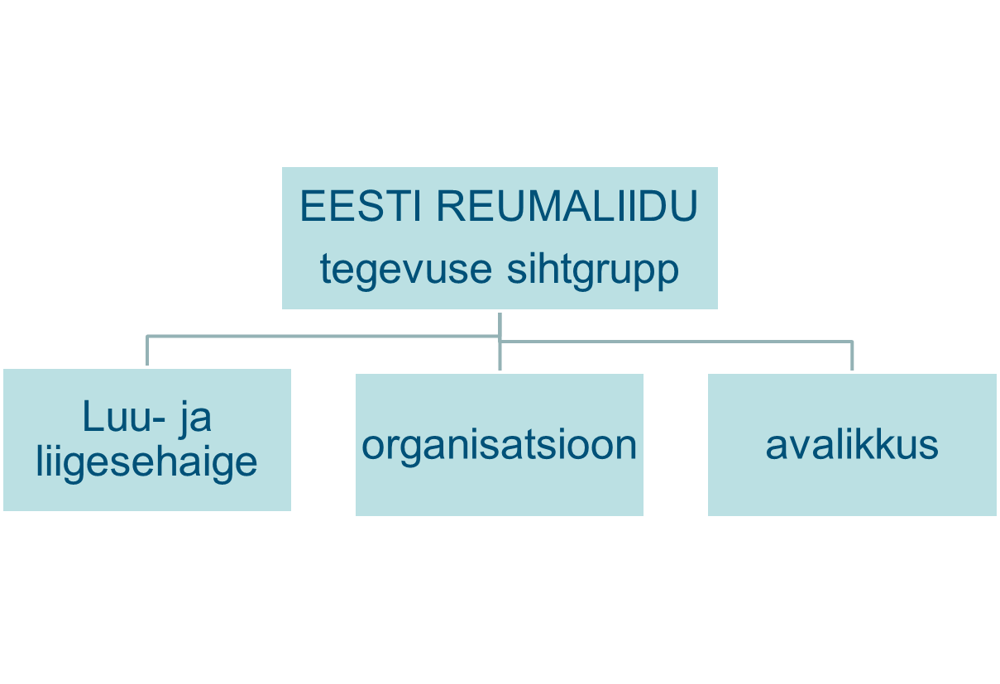 EESTI REUMALIIDU
tegevuse sihtgrupp
Luu- ja
liigesehaige
organisatsioon
avalikkus